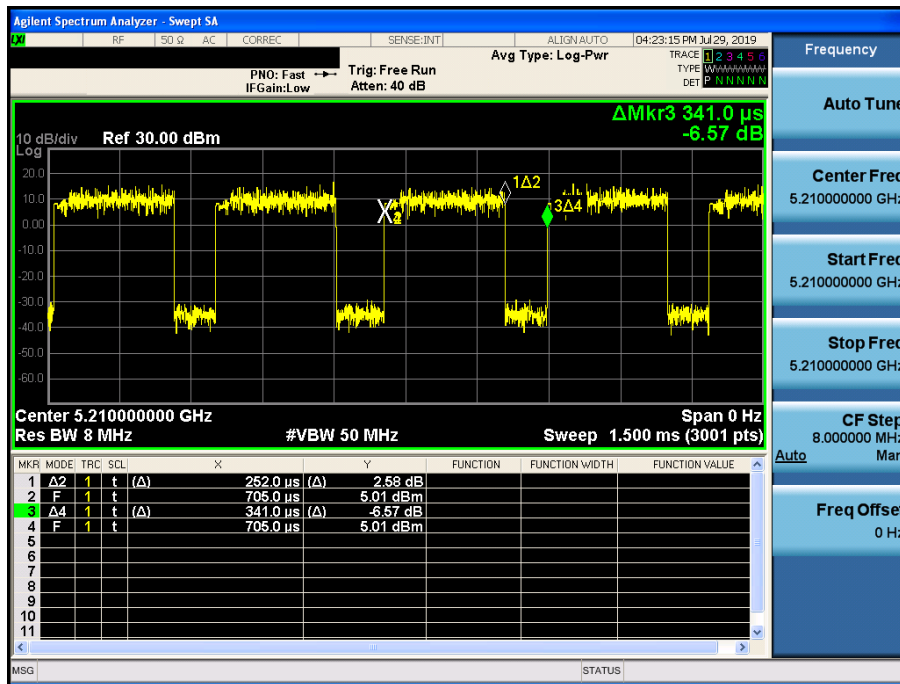 Agilent Spectrum Analyzer - Swept SA
LXI RF 50 Ω AC CORREC SENSE:INT ALIGN AUTO 04:23:15 PM Jul 29, 2019
PNO: Fast Trig: Free Run Avg Type: Log-Pwr TRACE 1 2 3 4 5 6
IFGain:Low Atten: 40 dB TYPE WWWWWW
DET P N N N N N
ΔMkr3 341.0 µs
-6.57 dB
10 dB/div Ref 30.00 dBm
Log
20.0
10.0
0.00
-10.0
-20.0
-30.0
-40.0
-50.0
-60.0
1Δ2
3Δ4
Center 5.210000000 GHz Span 0 Hz
Res BW 8 MHz #VBW 50 MHz Sweep 1.500 ms (3001 pts)
MKR MODE TRC SCL X Y FUNCTION FUNCTION WIDTH FUNCTION VALUE
1 Δ2 1 t (Δ) 252.0 µs (Δ) 2.58 dB
2 F 1 t 705.0 µs 5.01 dBm
3 Δ4 1 t (Δ) 341.0 µs (Δ) -6.57 dB
4 F 1 t 705.0 µs 5.01 dBm
5
6
7
8
9
10
11
MSG STATUS
Frequency
Auto Tune
Center Freq
5.210000000 GHz
Start Freq
5.210000000 GHz
Stop Freq
5.210000000 GHz
CF Step
8.000000 MHz
Auto Man
Freq Offset
0 Hz